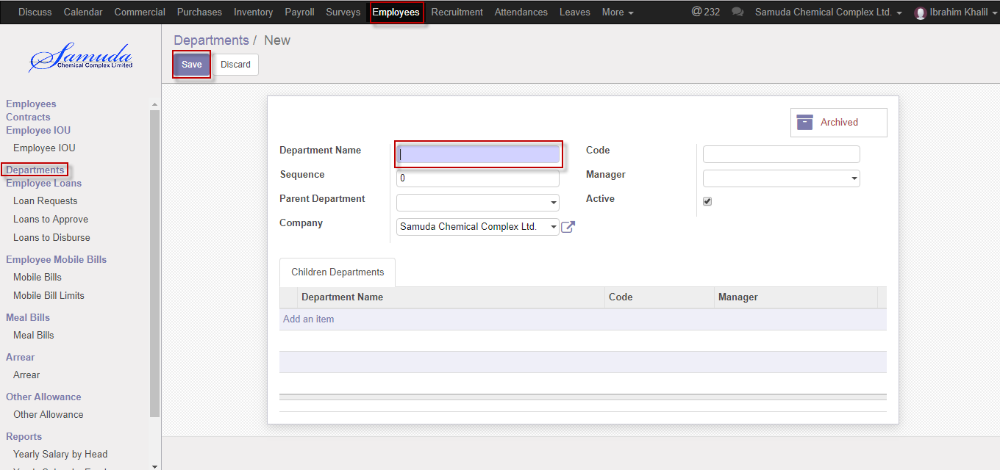 Discuss Calendar Commercial Purchases Inventory Payroll Surveys Employees Recruitment Attendances Leaves More @ 232 Samuda Chemical Complex Ltd. Ibrahim Khalil
Samuda
Chemical Complex Limited
Departments / New
Save Discard
Employees
Contracts
Employee IOU
Employee IOU
Departments
Employee Loans
Loan Requests
Loans to Approve
Loans to Disburse
Employee Mobile Bills
Mobile Bills
Mobile Bill Limits
Meal Bills
Meal Bills
Arrear
Arrear
Other Allowance
Other Allowance
Reports
Yearly Salary by Head
Archived
Department Name
Code
Sequence 0
Manager
Parent Department
Active
Company Samuda Chemical Complex Ltd.
Children Departments
Department Name Code Manager
Add an item